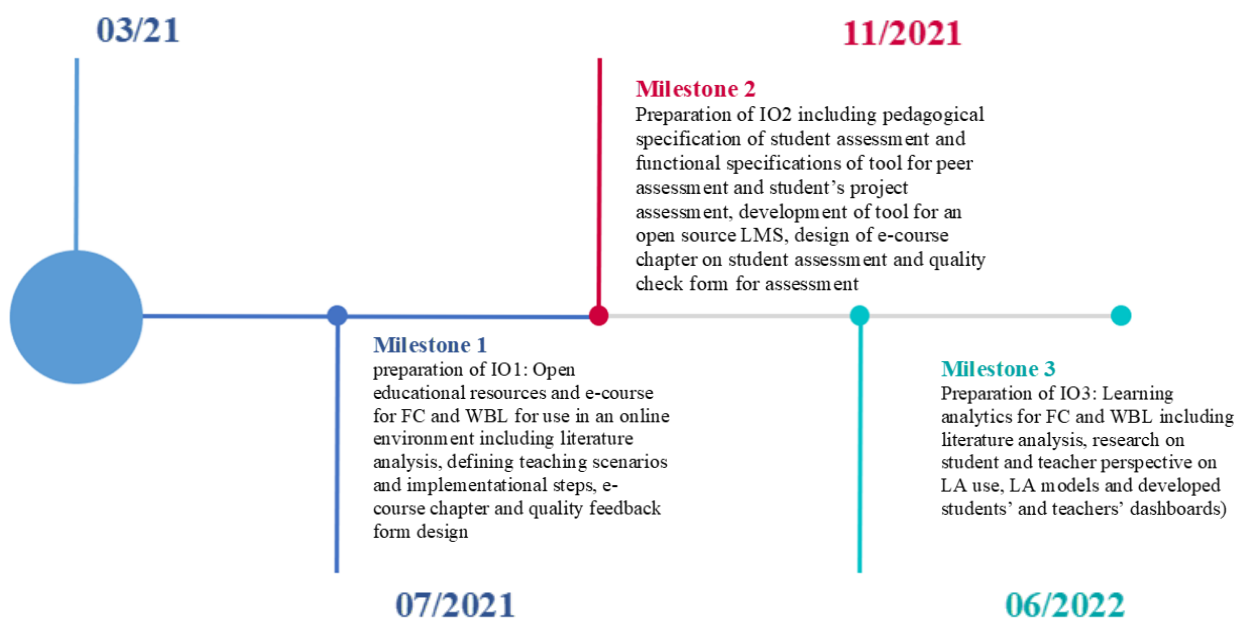 03/21
11/2021
Milestone 2
Preparation of IO2 including pedagogical
specification of student assessment and
functional specifications of tool for peer
assessment and student’s project
assessment, development of tool for an
open source LMS, design of e-course
chapter on student assessment and quality
check form for assessment
Milestone 1
preparation of IO1: Open
educational resources and e-course
for FC and WBL for use in an online
environment including literature
analysis, defining teaching scenarios
and implementational steps, e-
course chapter and quality feedback
form design
Milestone 3
Preparation of IO3: Learning
analytics for FC and WBL including
literature analysis, research on
student and teacher perspective on
LA use, LA models and developed
students’ and teachers’ dashboards)
07/2021
06/2022